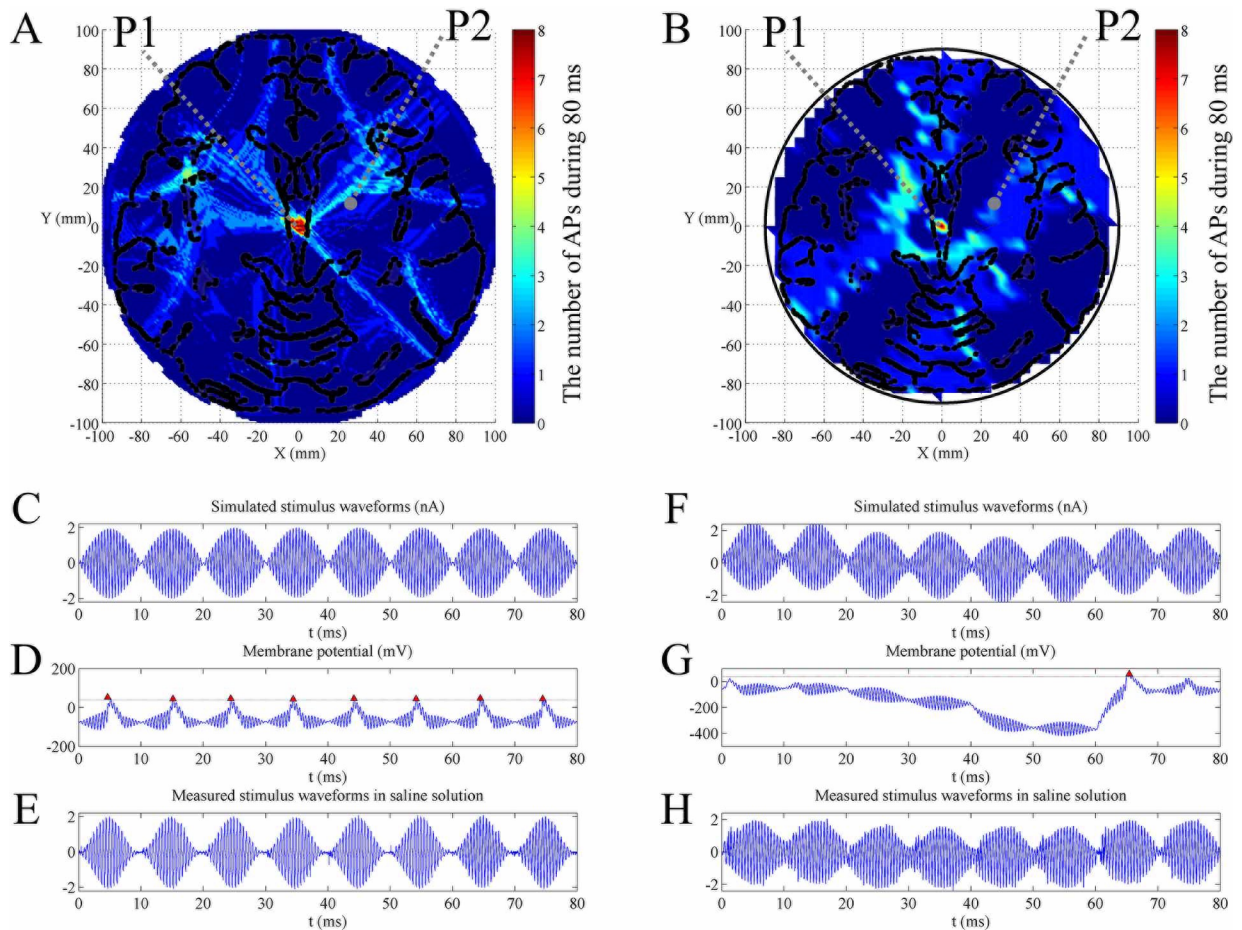 A
P1
P2
100
80
60
40
20
Y (mm)
0
-20
-40
-60
-80
-100
-100 -80 -60 -40 -20 0 20 40 60 80 100
X (mm)
8
7
6
5
4
3
2
1
0
The number of APs during 80 ms
B
P1
P2
100
80
60
40
20
Y (mm)
0
-20
-40
-60
-80
-100
-100 -80 -60 -40 -20 0 20 40 60 80 100
X (mm)
8
7
6
5
4
3
2
1
0
The number of APs during 80 ms
C
Simulated stimulus waveforms (nA)
2
0
-2
0 10 20 30 40 50 60 70 80
t (ms)
D
Membrane potential (mV)
200
0
-200
0 10 20 30 40 50 60 70 80
t (ms)
E
Measured stimulus waveforms in saline solution
2
0
-2
0 10 20 30 40 50 60 70 80
t (ms)
F
Simulated stimulus waveforms (nA)
2
0
-2
0 10 20 30 40 50 60 70 80
t (ms)
G
Membrane potential (mV)
0
-200
-400
0 10 20 30 40 50 60 70 80
t (ms)
H
Measured stimulus waveforms in saline solution
2
0
-2
0 10 20 30 40 50 60 70 80
t (ms)